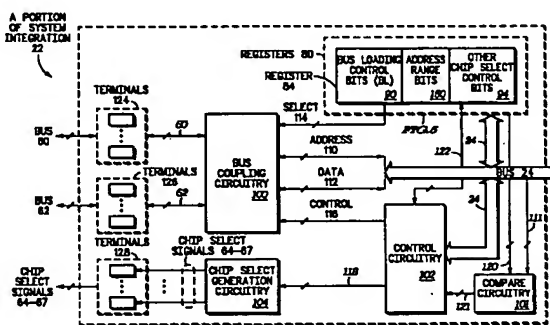 A PORTION
OF SYSTEM
INTEGRATION
22
REGISTERS 80
REGISTER
84
BUS LOADING
CONTROL
BITS (BL)
90
ADDRESS
RANGE
BITS
180
OTHER
CHIP SELECT
CONTROL
BITS
94
SELECT
114
TERMINALS
124
BUS
60
60
ADDRESS
110
122
24
DATA
112
BUS 24
TERMINALS
126
BUS
62
62
BUS
COUPLING
CIRCUITRY
100
CONTROL
116
24
111
120
TERMINALS
128
CHIP SELECT
SIGNALS 64-67
CHIP
SELECT
SIGNALS
64-67
CHIP SELECT
GENERATION
CIRCUITRY
104
118
CONTROL
CIRCUITRY
102
121
COMPARE
CIRCUITRY
101